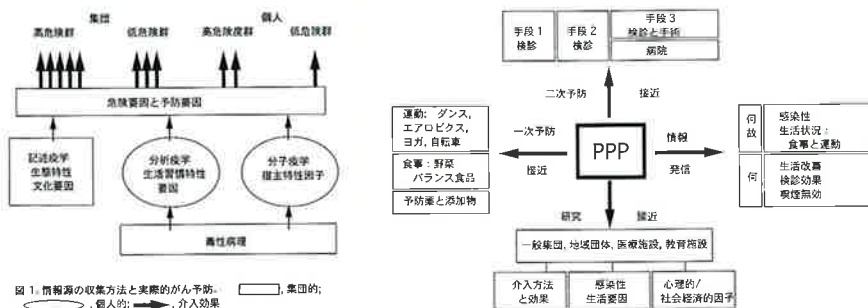 集団
個人
高危険群
低危険群
高危険度群
低危険群
危険要因と予防要因
記述疫学
生態特性
文化要因
分析疫学
生活習慣特性
要因
分子疫学
宿主特性因子
毒性病理
図 1. 情報源の収集方法と実際的がん予防. , 集団的;
, 個人的; , 介入効果
手段 1
検診
手段 2
検診
手段 3
検診と手術
病院
二次予防
接近
運動: ダンス,
エアロビクス,
ヨガ, 自転車
食事 : 野菜
バランス食品
予防薬と添加物
一次予防
接近
PPP
情報
発信
何故
感染性
生活状況 :
食事と運動
何
生活改善
検診効果
喫煙無効
研究
接近
一般集団, 地域団体, 医療施設, 教育施設
介入方法
と効果
感染性
生活要因
心理的/
社会経済的因子